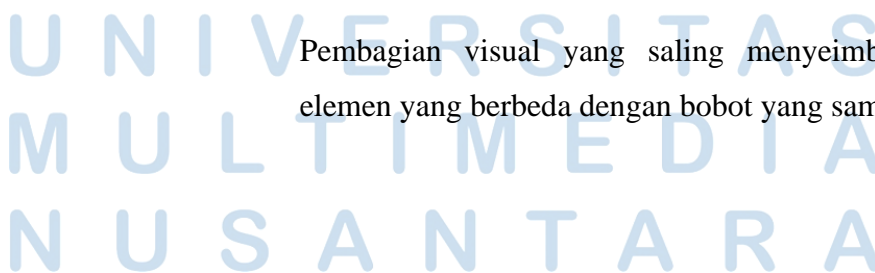 UNIVERSITAS
Pembagian visual yang saling
elemen yang berbeda dengan bobot yang
MULTIMEDIA
NUSANTARA